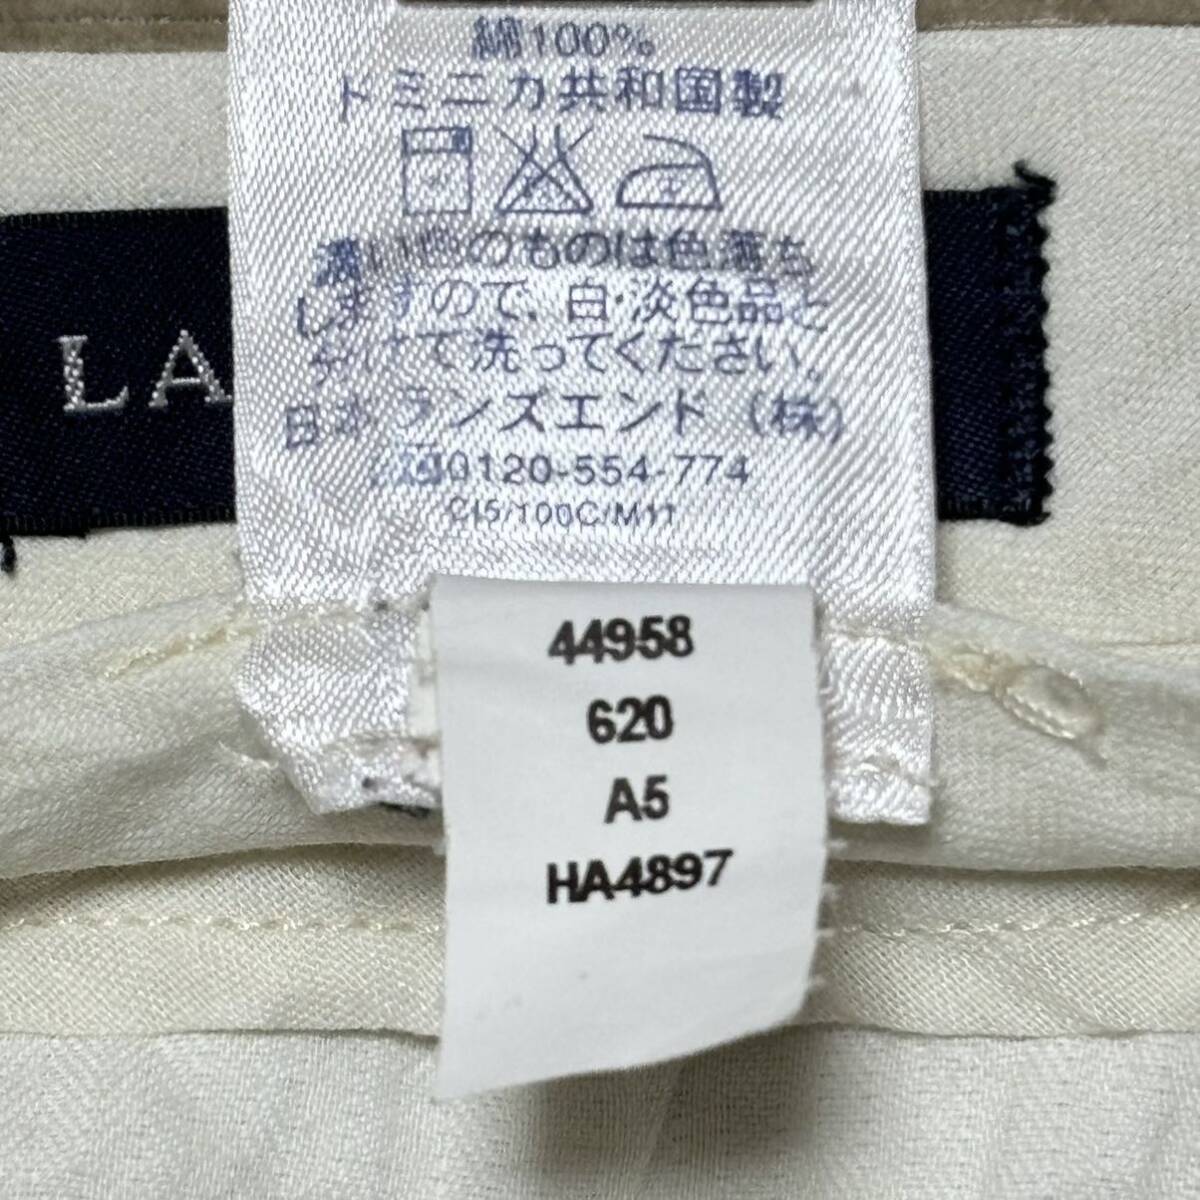 綿100%
ドミニカ共和国製
濃い色のものは色落ち
しますので、白・淡色品と
分けて洗ってください。
LA
日本ランズエンド(株)
0120-554-774
C15/100C/M11
44958
620
A5
HA4897